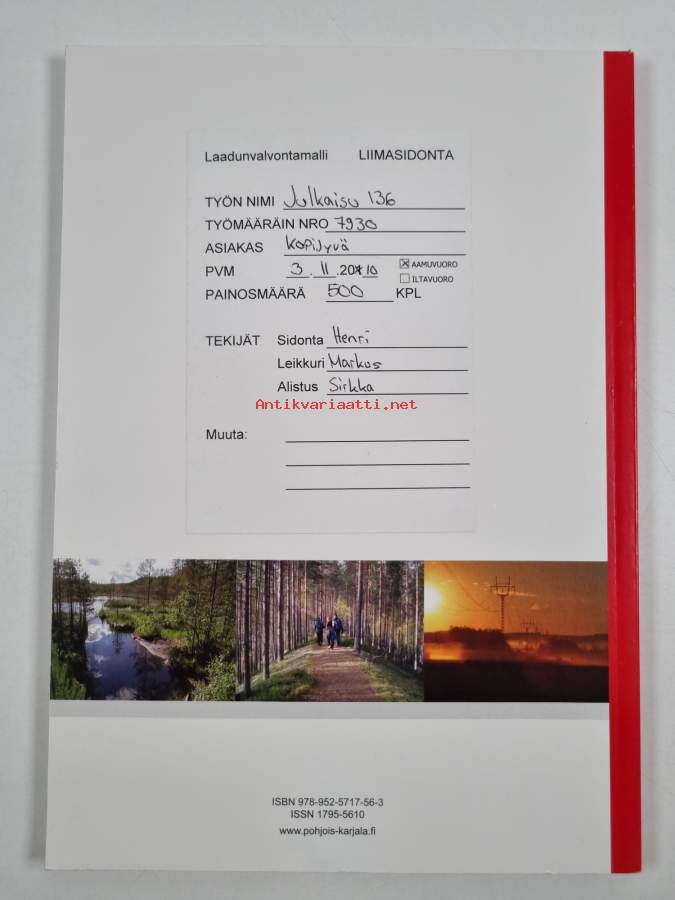 Laadunvalvontamalli LIIMASIDONTA
TYÖN NIMI Julkaisu 136
TYÖMÄÄRÄIN NRO 7930
ASIAKAS Kopijyvä
PVM 3 . 11 .2010 ☒ AAMUVUORO
☐ ILTAVUORO
PAINOSMÄÄRÄ 500 KPL
TEKIJÄT Sidonta Henri
Leikkuri Markus
Alistus Sirkka
Antikvariaatti.net
Muuta:
ISBN 978-952-5717-56-3
ISSN 1795-5610
www.pohjois-karjala.fi